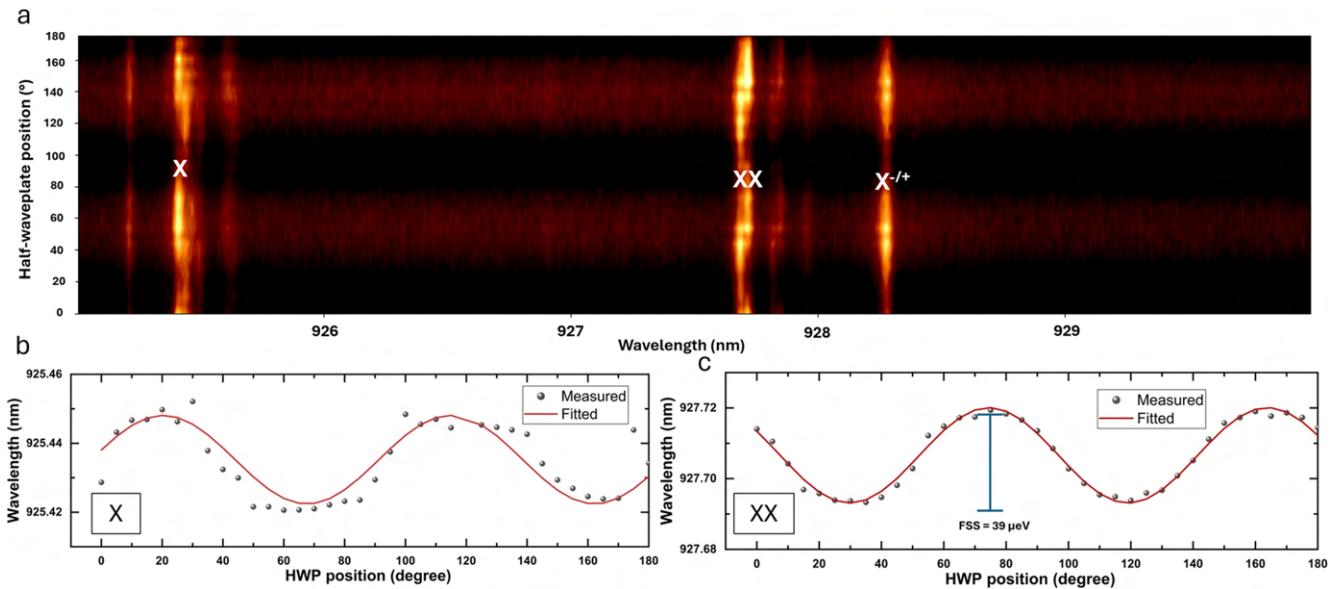 a
180
160
140
120
100
80
60
40
20
0
Half-waveplate position (°)
X
XX
X-/+
926
927
928
929
Wavelength (nm)
b
925.46
925.44
925.42
Wavelength (nm)
Measured
Fitted
X
0
20
40
60
80
100
120
140
160
180
HWP position (degree)
c
927.72
927.70
927.68
Wavelength (nm)
Measured
Fitted
XX
FSS = 39 µeV
0
20
40
60
80
100
120
140
160
180
HWP position (degree)